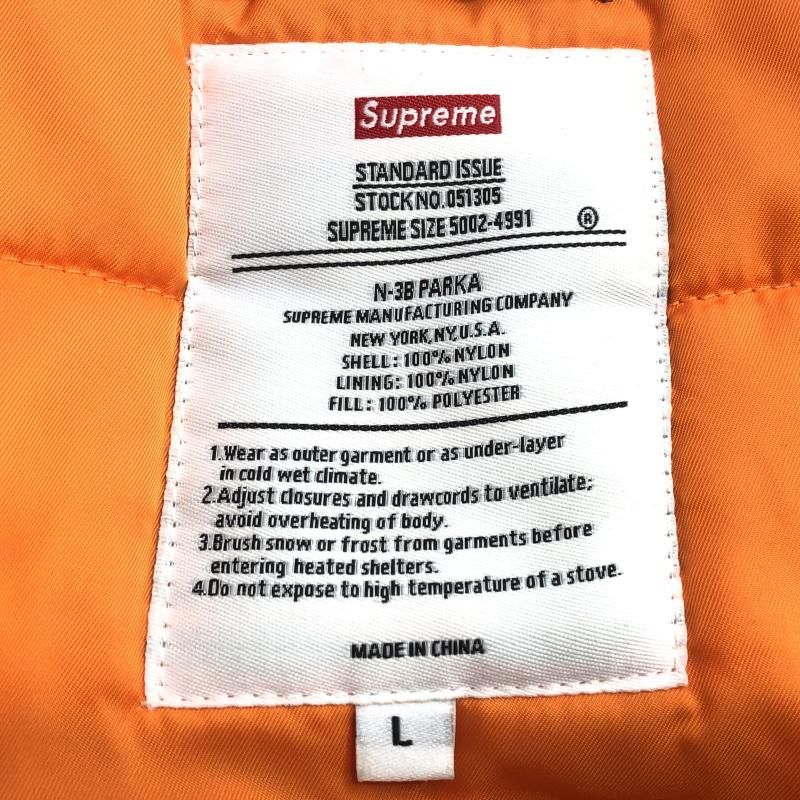 Supreme
STANDARD ISSUE
STOCK NO.051305
SUPREME SIZE 5002-4991 ®
N-3B PARKA
SUPREME MANUFACTURING COMPANY
NEW YORK,NY,U.S.A.
SHELL: 100% NYLON
LINING: 100% NYLON
FILL: 100% POLYESTER
1.Wear as outer garment or as under-layer
in cold wet climate.
2.Adjust closures and drawcords to ventilate;
avoid overheating of body.
3.Brush snow or frost from garments before
entering heated shelters.
4.Do not expose to high temperature of a stove.
MADE IN CHINA
L